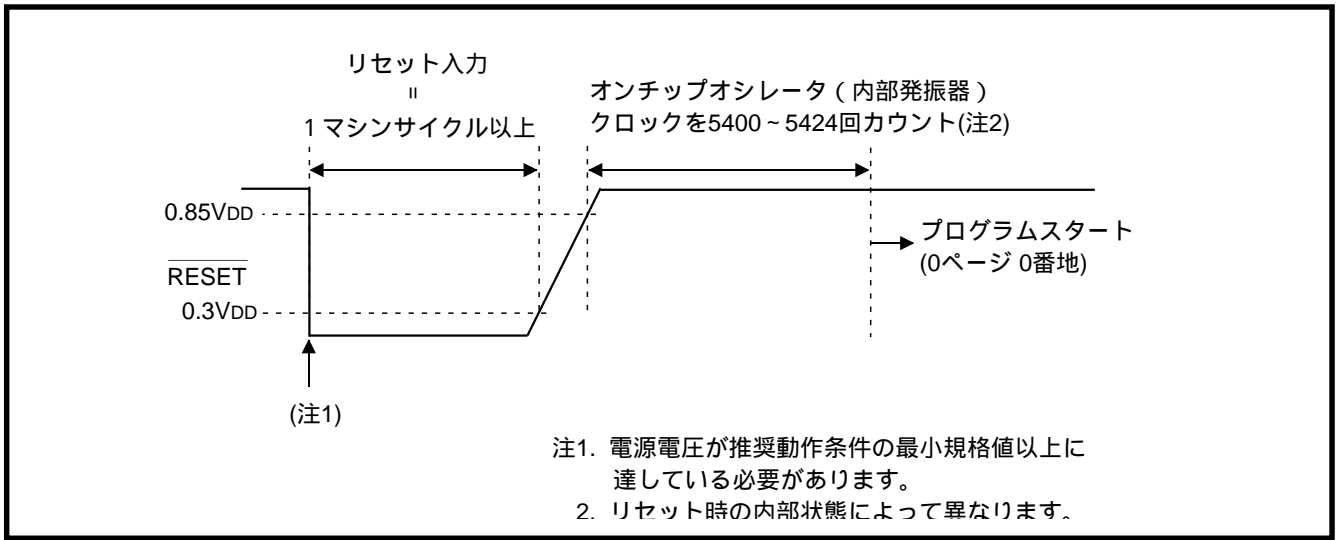 リセット入力
=
1 マシンサイクル以上
オンチップオシレータ ( 内部発振器 )
クロックを5400 ~ 5424回カウント(注2)
0.85VDD
プログラムスタート
(0ページ 0番地)
RESET
0.3VDD
(注1)
注1. 電源電圧が推奨動作条件の最小規格値以上に
達している必要があります。
2. リセット時の内部状態によって異なります。